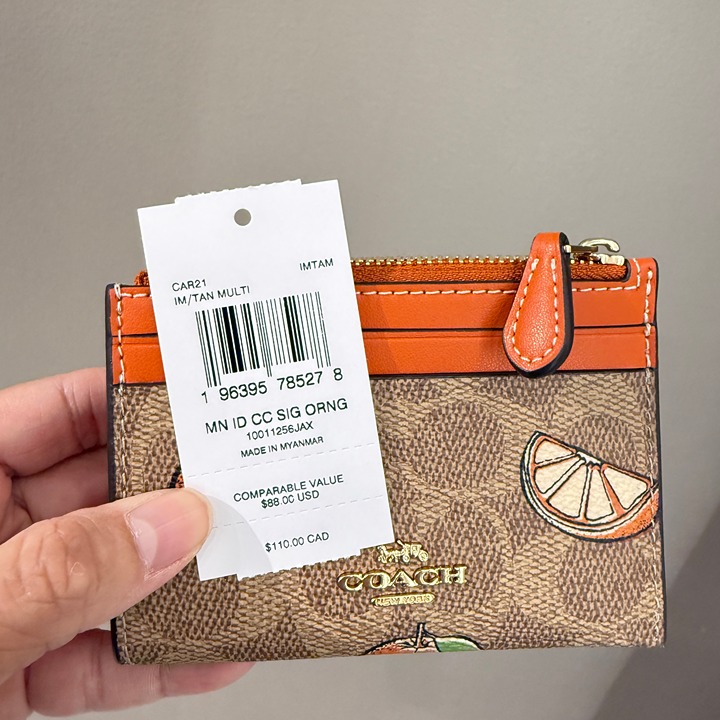 IMTAM
CAR21
IM/TAN MULTI
1 96395 78527 8
MN ID CC SIG ORNG
10011256JAX
MADE IN MYANMAR
COMPARABLE VALUE
$88.00 USD
$110.00 CAD
COACH
NEW YORK